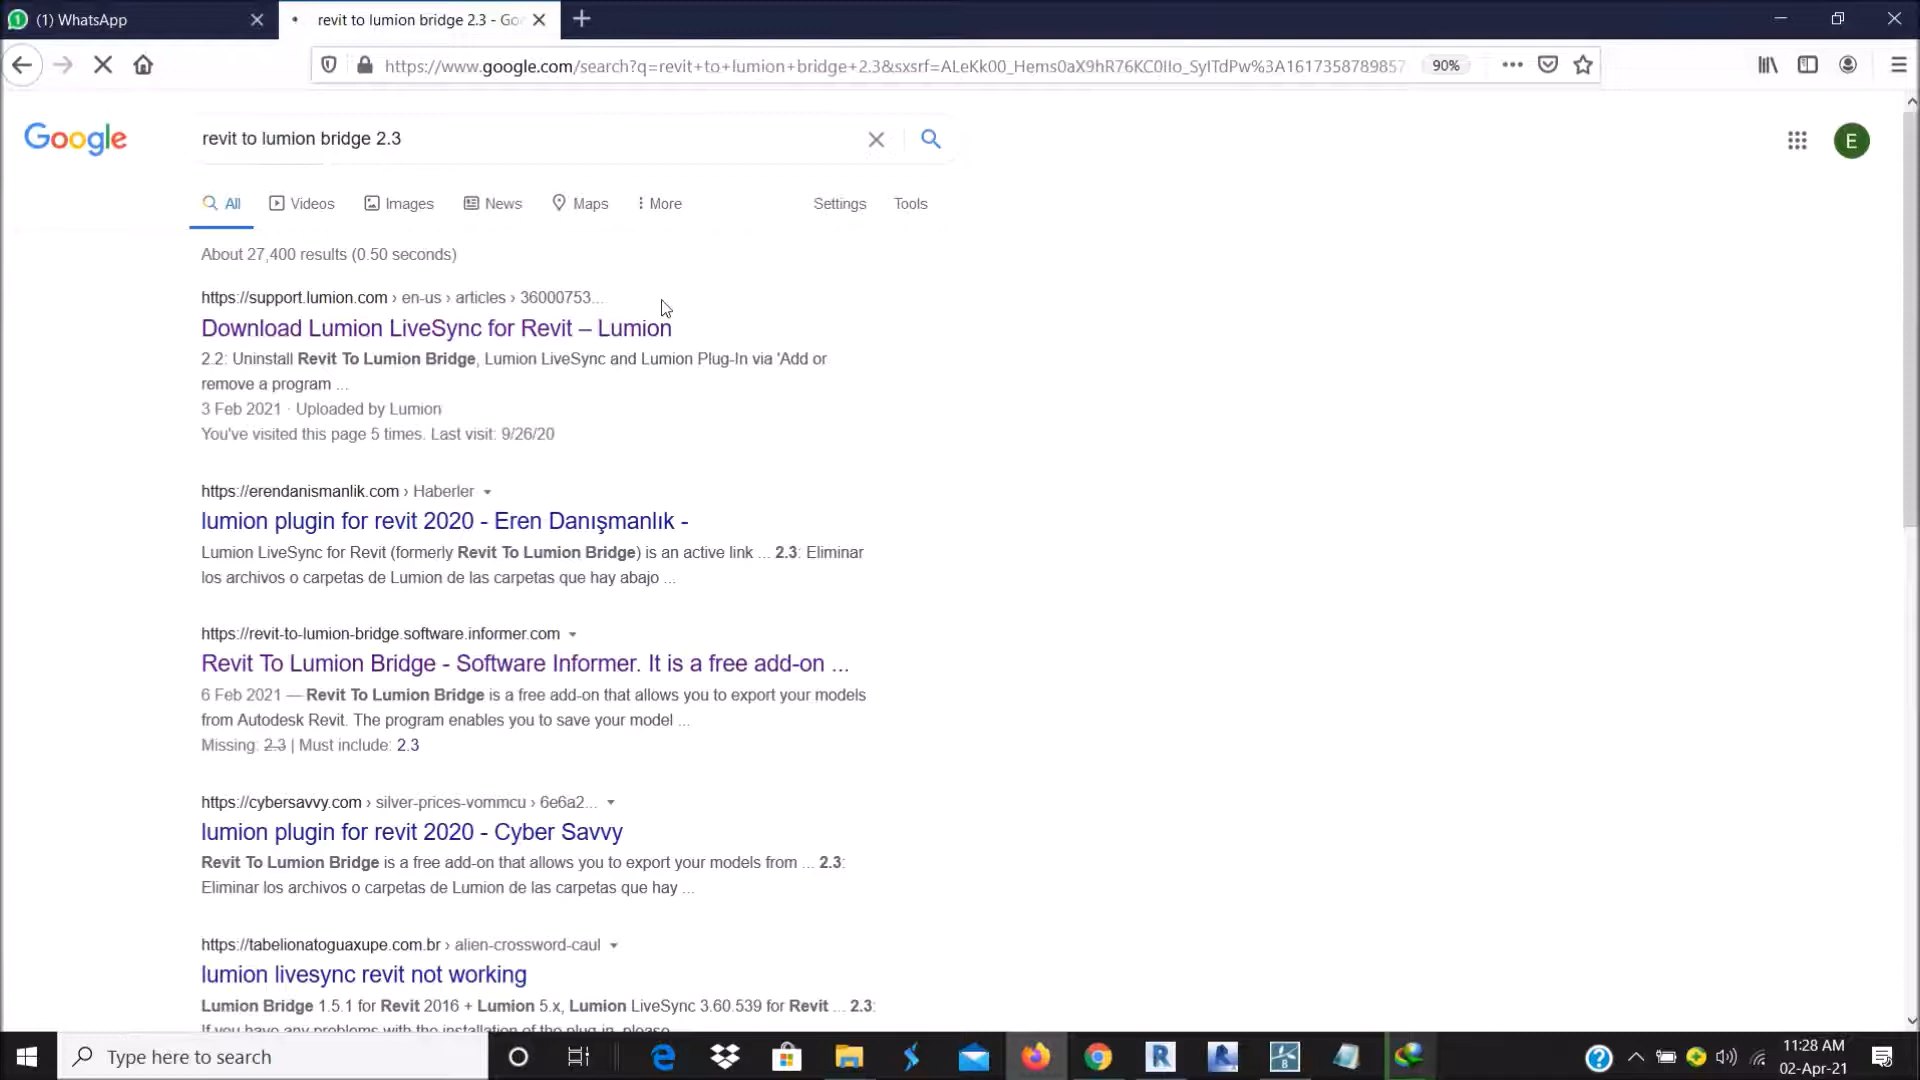 (1) WhatsApp
revit to lumion bridge 2.3 - Go
https://www.google.com/search?q=revit+to+lumion+bridge+2.3&sxsrf=ALeKk00_Hems0aX9hR76KC0IIo_SyITdPw%3A1617358789857
90%
Google
revit to lumion bridge 2.3
E
All
Videos
Images
News
Maps
More
Settings
Tools
About 27,400 results (0.50 seconds)
https://support.lumion.com › en-us › articles › 36000753...
Download Lumion LiveSync for Revit – Lumion
2.2: Uninstall Revit To Lumion Bridge, Lumion LiveSync and Lumion Plug-In via 'Add or
remove a program ...
3 Feb 2021 · Uploaded by Lumion
You've visited this page 5 times. Last visit: 9/26/20
https://erendanismanlik.com › Haberler
lumion plugin for revit 2020 - Eren Danışmanlık -
Lumion LiveSync for Revit (formerly Revit To Lumion Bridge) is an active link ... 2.3: Eliminar
los archivos o carpetas de Lumion de las carpetas que hay abajo ...
https://revit-to-lumion-bridge.software.informer.com
Revit To Lumion Bridge - Software Informer. It is a free add-on ...
6 Feb 2021 — Revit To Lumion Bridge is a free add-on that allows you to export your models
from Autodesk Revit. The program enables you to save your model ...
Missing: 2.3 | Must include: 2.3
https://cybersavvy.com › silver-prices-vommcu › 6e6a2...
lumion plugin for revit 2020 - Cyber Savvy
Revit To Lumion Bridge is a free add-on that allows you to export your models from ... 2.3:
Eliminar los archivos o carpetas de Lumion de las carpetas que hay ...
https://tabelionatoguaxupe.com.br › alien-crossword-caul
lumion livesync revit not working
Lumion Bridge 1.5.1 for Revit 2016 + Lumion 5.x, Lumion LiveSync 3.60.539 for Revit ... 2.3:
If you have any problems with the installation of the plug-in, please
Type here to search
11:28 AM
02-Apr-21